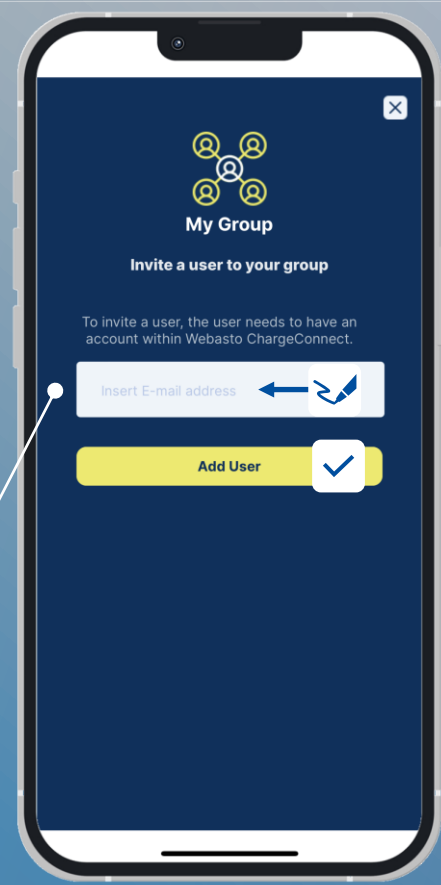 My Group
Invite a user to your group
To invite a user, the user needs to have an
account within Webasto ChargeConnect.
Insert E-mail address
Add User